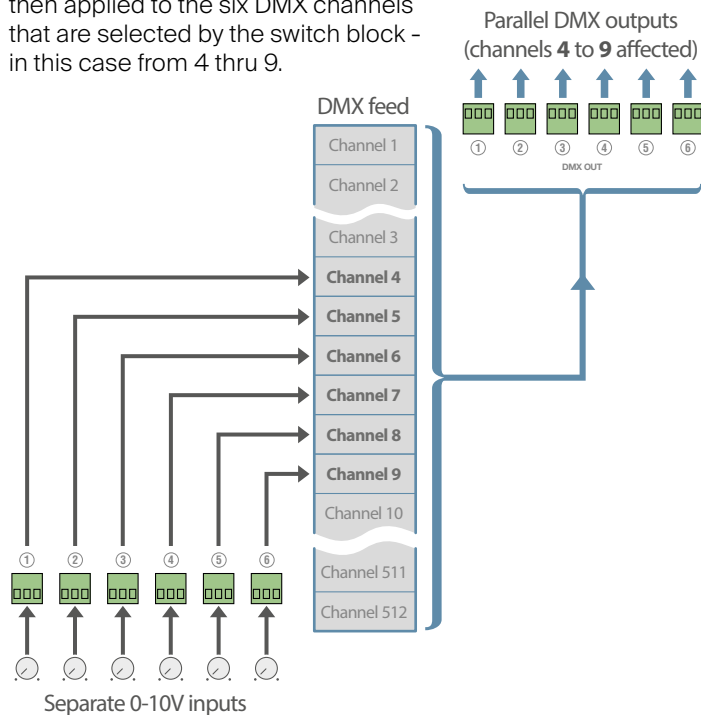 then applied to the six DMX channels
that are selected by the switch block -
in this case from 4 thru 9.
Parallel DMX outputs
(channels 4 to 9 affected)
① ② ③ ④ ⑤ ⑥
DMX OUT
DMX feed
Channel 1
Channel 2
Channel 3
Channel 4
Channel 5
Channel 6
Channel 7
Channel 8
Channel 9
Channel 10
Channel 511
Channel 512
① ② ③ ④ ⑤ ⑥
Separate 0-10V inputs